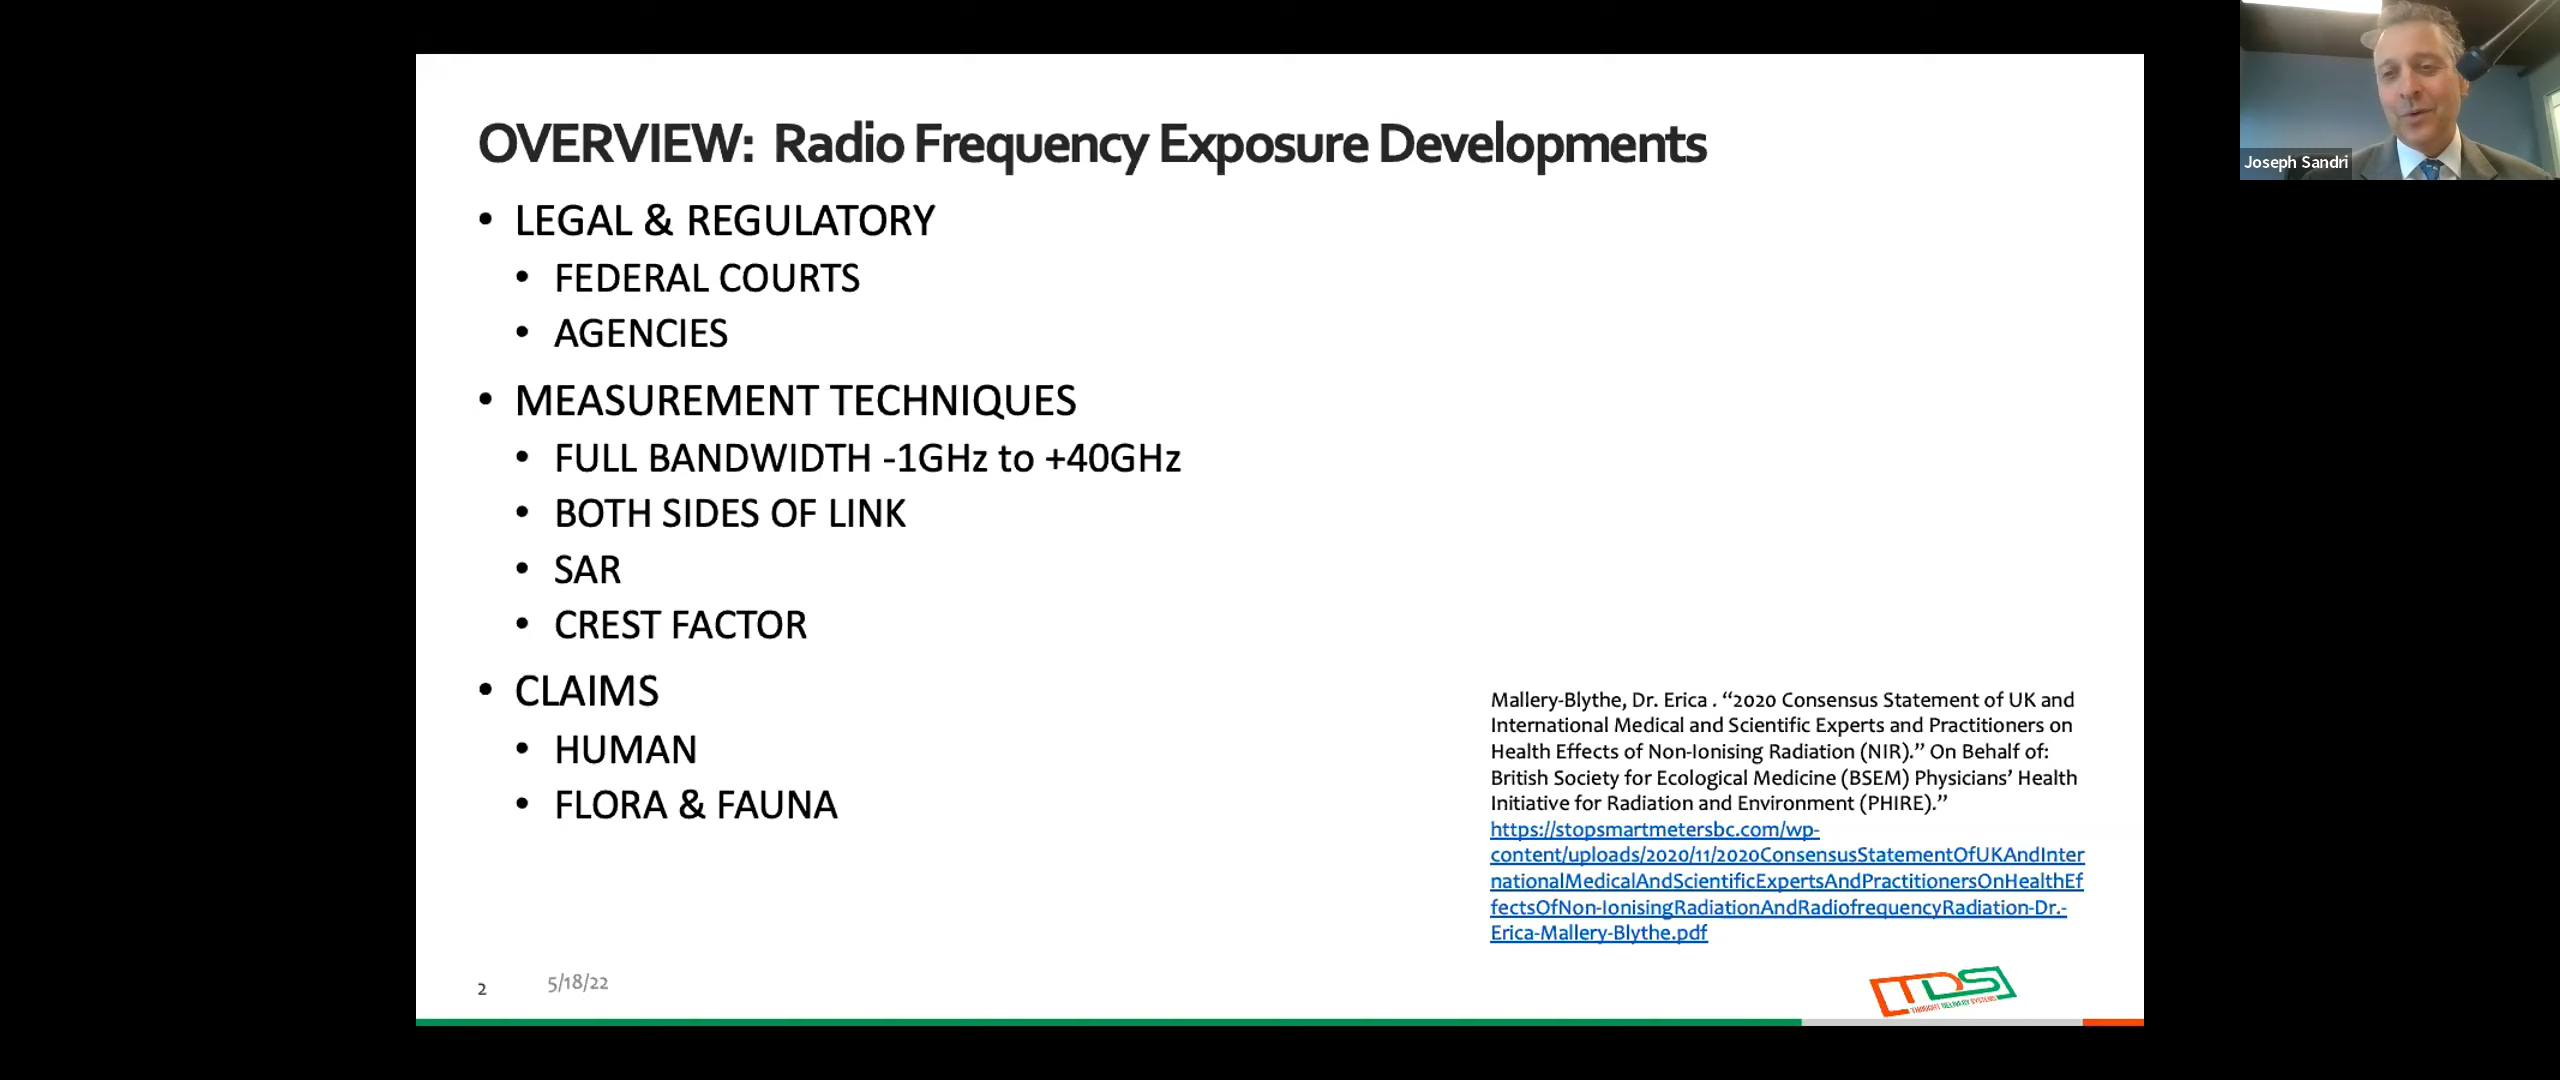 OVERVIEW: Radio Frequency Exposure Developments
• LEGAL & REGULATORY
• FEDERAL COURTS
• AGENCIES
• MEASUREMENT TECHNIQUES
• FULL BANDWIDTH -1GHz to +40GHz
• BOTH SIDES OF LINK
• SAR
• CREST FACTOR
• CLAIMS
• HUMAN
• FLORA & FAUNA
Mallery-Blythe, Dr. Erica . “2020 Consensus Statement of UK and
International Medical and Scientific Experts and Practitioners on
Health Effects of Non-Ionising Radiation (NIR).” On Behalf of:
British Society for Ecological Medicine (BSEM) Physicians’ Health
Initiative for Radiation and Environment (PHIRE).”
https://stopsmartmetersbc.com/wp-
content/uploads/2020/11/2020ConsensusStatementOfUKAndInter
nationalMedicalAndScientificExpertsAndPractitionersOnHealthEf
fectsOfNon-IonisingRadiationAndRadiofrequencyRadiation-Dr.-
Erica-Mallery-Blythe.pdf
2
5/18/22
TDS
THOUGHT DELIVERY SYSTEMS
Joseph Sandri